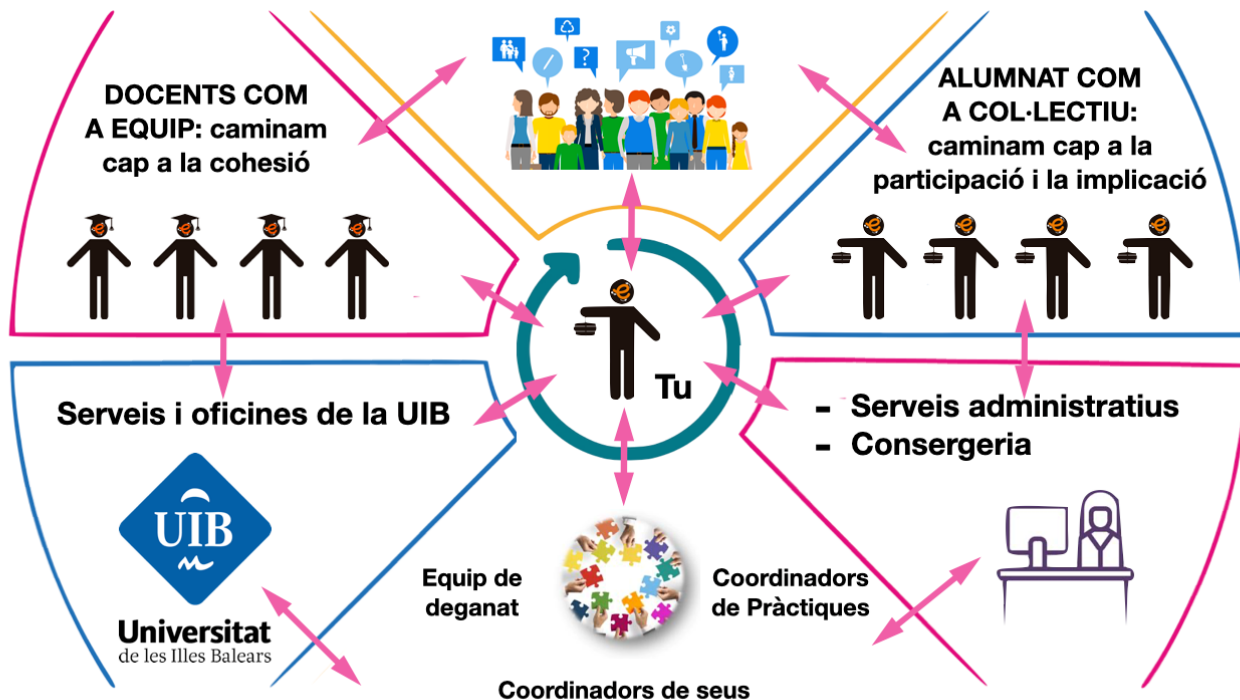 DOCENTS COM
A EQUIP: caminam
cap a la cohesió
ALUMNAT COM
A COL·LECTIU:
caminam cap a la
participació i la implicació
?
Tu
Serveis i oficines de la UIB
- Serveis administratius
- Consergeria
UIB
Universitat
de les Illes Balears
Equip de
deganat
Coordinadors
de Pràctiques
Coordinadors de seus